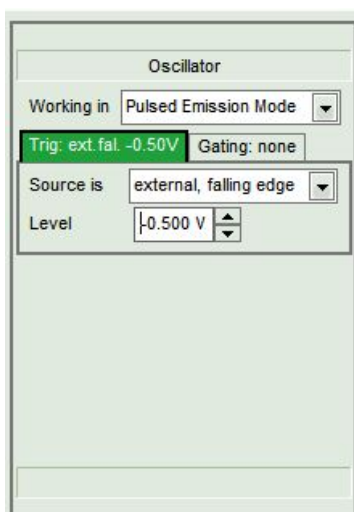 Oscillator
Working in Pulsed Emission Mode
Trig: ext.fal. -0.50V Gating: none
Source is external, falling edge
Level -0.500 V